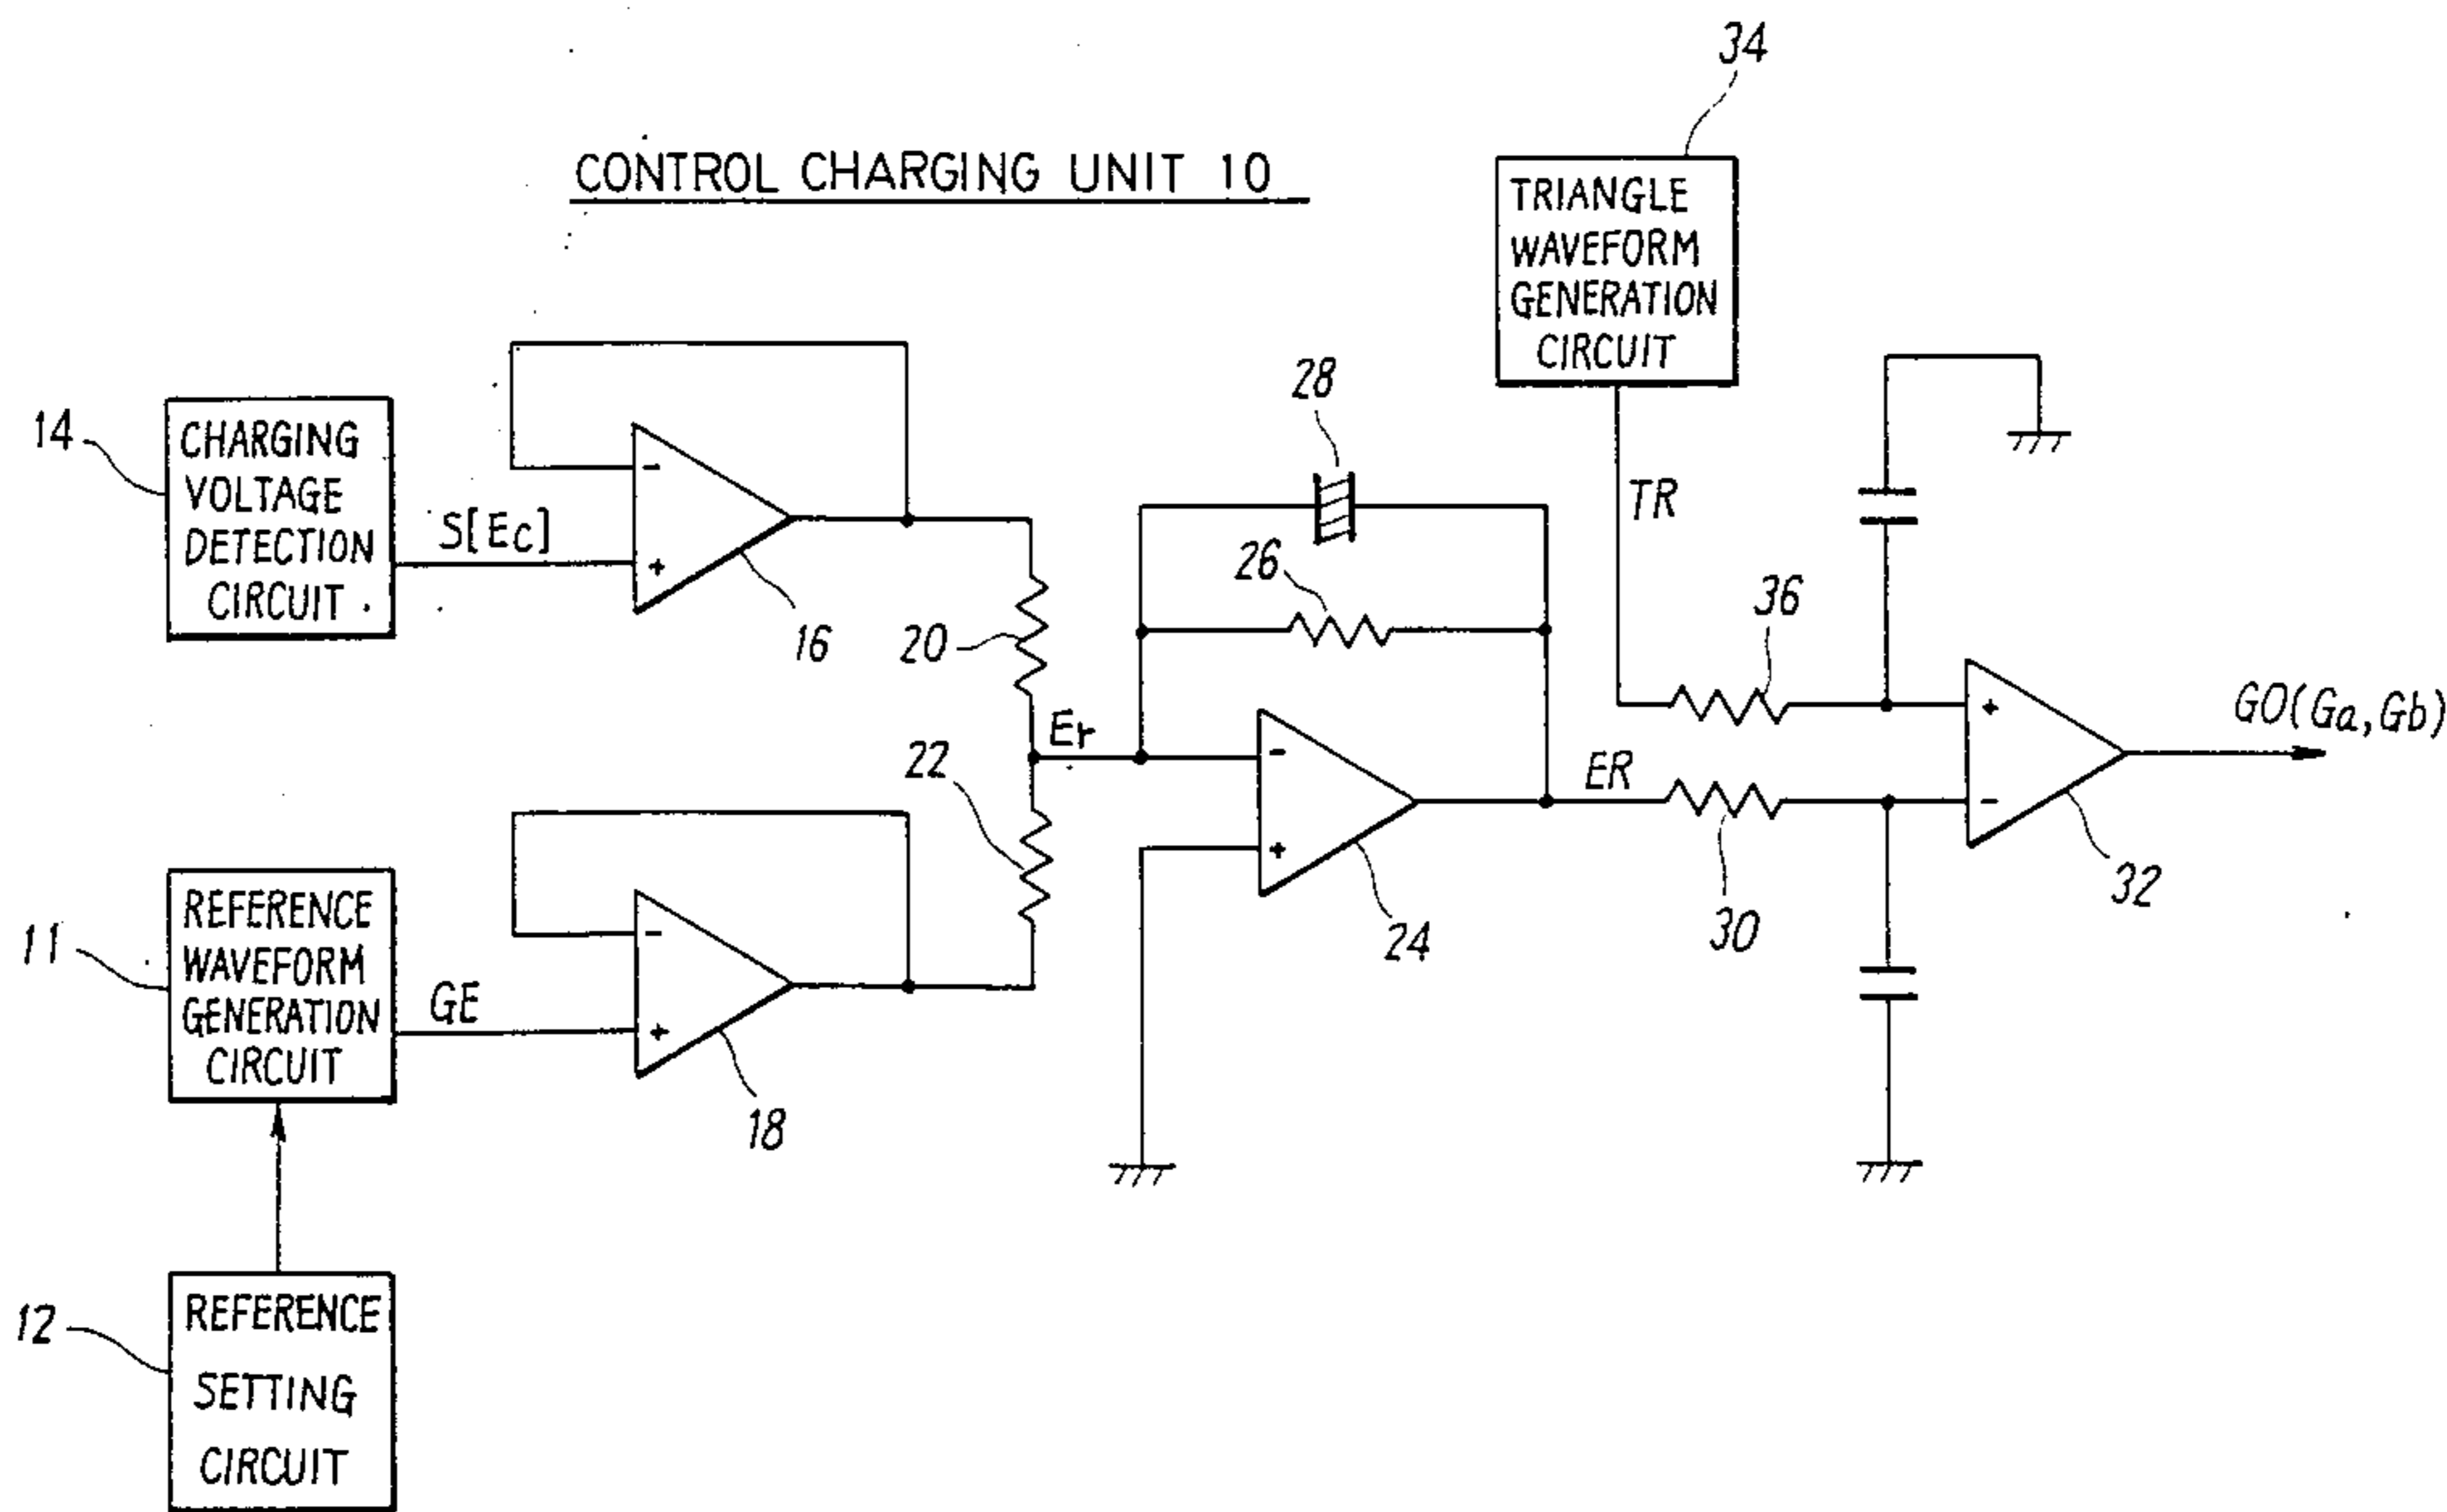 34
CONTROL CHARGING UNIT 10
TRIANGLE
WAVEFORM
GENERATION
CIRCUIT
28
14
CHARGING
VOLTAGE
DETECTION
CIRCUIT
S[Ec]
-
+
16
20
26
TR
36
Er
22
-
+
24
ER
30
+
-
32
GO(Ga,Gb)
11
REFERENCE
WAVEFORM
GENERATION
CIRCUIT
GE
-
+
18
12
REFERENCE
SETTING
CIRCUIT